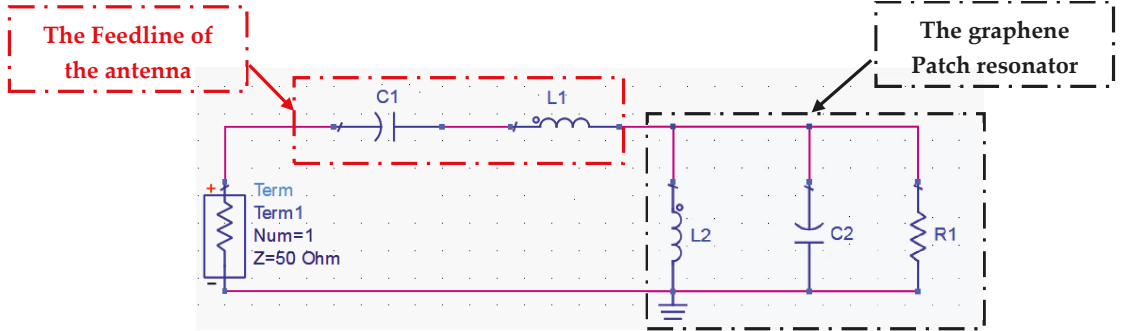 The Feedline of
the antenna
The graphene
Patch resonator
C1
L1
+
Term
Term1
Num=1
Z=50 Ohm
-
L2
C2
R1